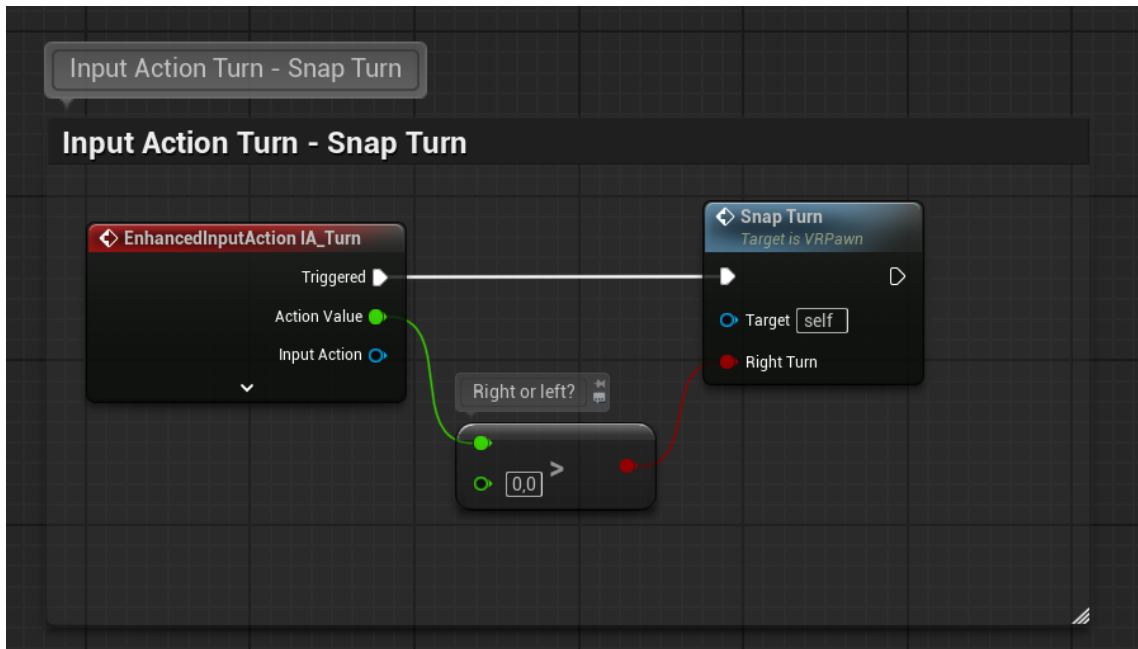 Input Action Turn - Snap Turn
Input Action Turn - Snap Turn
EnhancedInputAction IA_Turn
Triggered
Action Value
Input Action
Right or left?
0,0
>
Snap Turn
Target is VRPawn
Target self
Right Turn